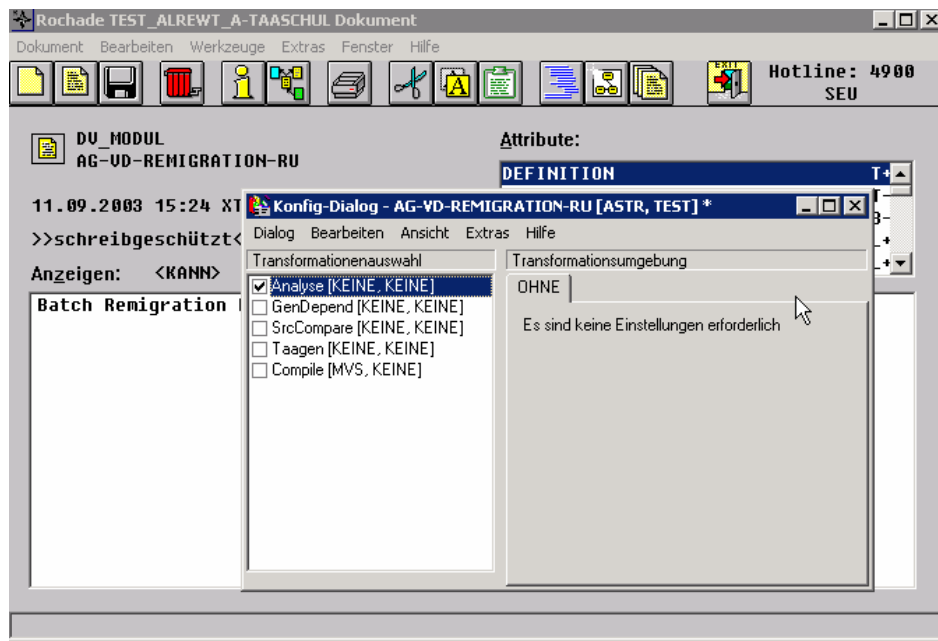 Rochade TEST_ALREWT_A-TAASCHUL Dokument
Dokument Bearbeiten Werkzeuge Extras Fenster Hilfe
EXIT
Hotline: 4900
SEU
DV_MODUL
AG-VD-REMIGRATION-RU
Attribute:
DEFINITION T+
11.09.2003 15:24 XT
>>schreibgeschützt<
Anzeigen: <KANN>
Batch Remigration
Konfig-Dialog - AG-VD-REMIGRATION-RU [ASTR, TEST] *
Dialog Bearbeiten Ansicht Extras Hilfe
Transformationenauswahl
Transformationsumgebung
Analyse [KEINE, KEINE]
GenDepend [KEINE, KEINE]
SrcCompare [KEINE, KEINE]
Taagen [KEINE, KEINE]
Compile [MVS, KEINE]
OHNE
Es sind keine Einstellungen erforderlich